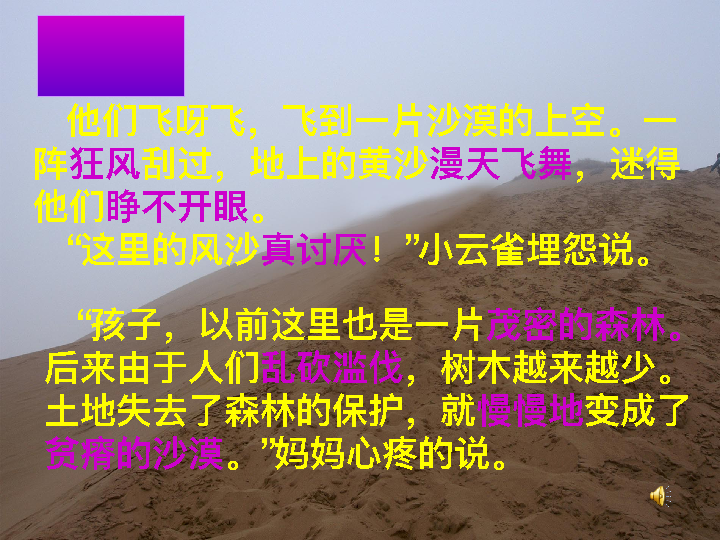 他们飞呀飞，飞到一片沙漠的上空。一
阵狂风刮过，地上的黄沙漫天飞舞，迷得
他们睁不开眼。
“这里的风沙真讨厌！”小云雀埋怨说。
“孩子，以前这里也是一片茂密的森林。
后来由于人们乱砍滥伐，树木越来越少。
土地失去了森林的保护，就慢慢地变成了
贫瘠的沙漠。”妈妈心疼的说。